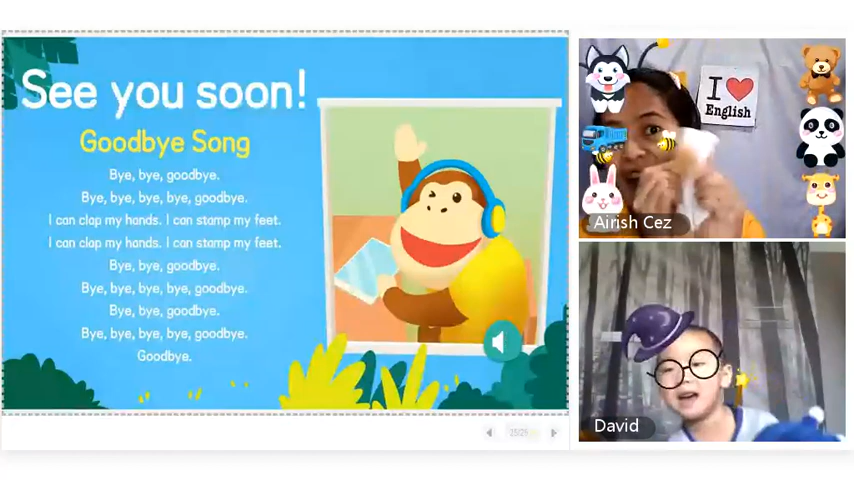 See you soon!
Goodbye Song
Bye, bye, goodbye.
Bye, bye, bye, bye, goodbye.
I can clap my hands. I can stamp my feet.
I can clap my hands. I can stamp my feet.
Bye, bye, goodbye.
Bye, bye, bye, bye, goodbye.
Bye, bye, goodbye.
Bye, bye, bye, bye, goodbye.
Goodbye.
25/25
I
English
Airish Cez
David